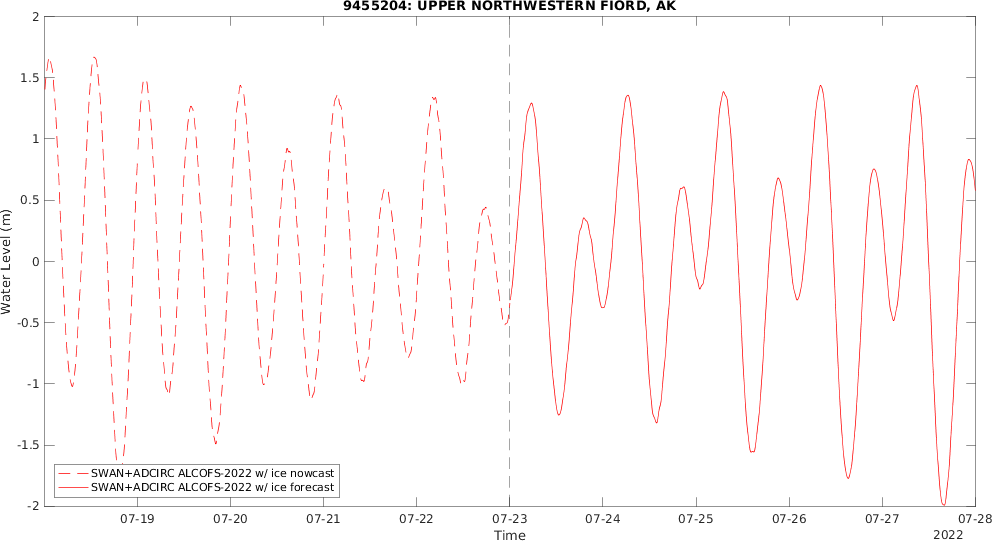 9455204: UPPER NORTHWESTERN FIORD, AK
2
1.5
1
0.5
0
-0.5
-1
-1.5
-2
Water Level (m)
SWAN+ADCIRC ALCOFS-2022 w/ ice nowcast
SWAN+ADCIRC ALCOFS-2022 w/ ice forecast
07-19 07-20 07-21 07-22 07-23 07-24 07-25 07-26 07-27 07-28
Time
2022